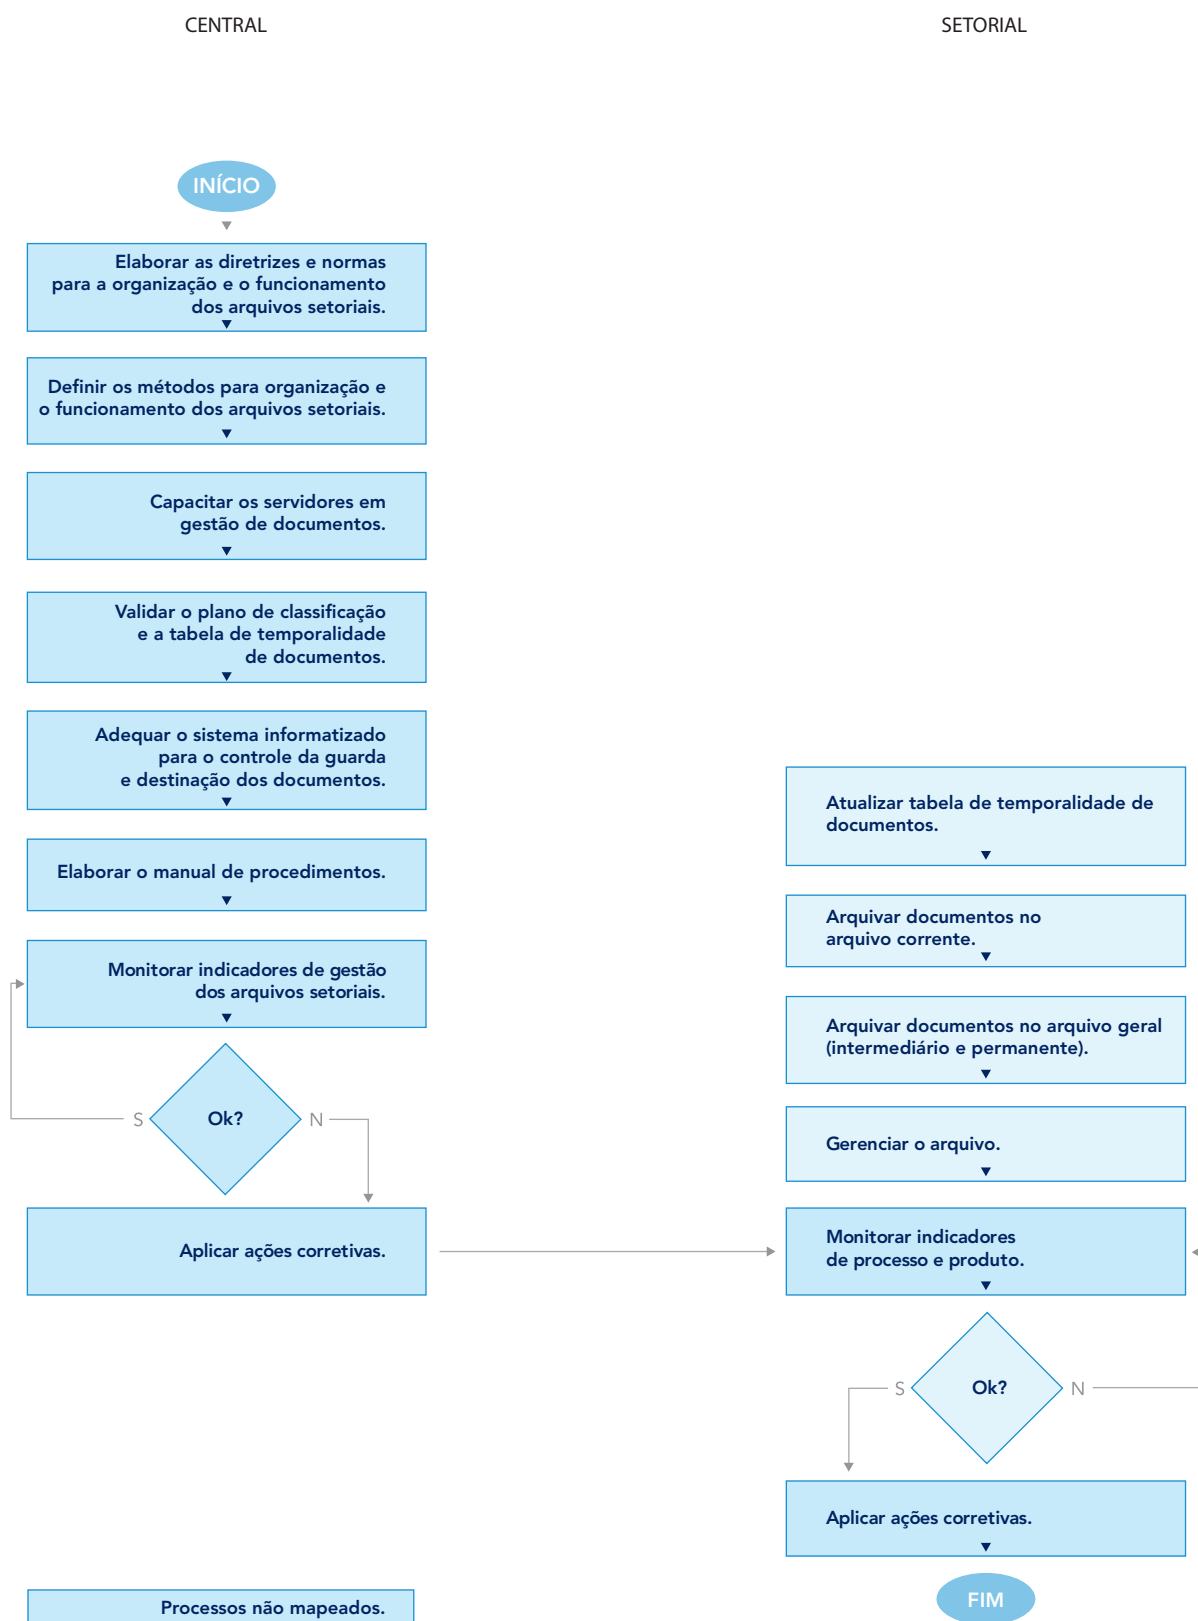 CENTRAL
SETORIAL
INÍCIO
Elaborar as diretrizes e normas
para a organização e o funcionamento
dos arquivos setoriais.
Definir os métodos para organização e
o funcionamento dos arquivos setoriais.
Capacitar os servidores em
gestão de documentos.
Validar o plano de classificação
e a tabela de temporalidade
de documentos.
Adequar o sistema informatizado
para o controle da guarda
e destinação dos documentos.
Elaborar o manual de procedimentos.
Monitorar indicadores de gestão
dos arquivos setoriais.
S
Ok?
N
Aplicar ações corretivas.
Atualizar tabela de temporalidade de
documentos.
Arquivar documentos no
arquivo corrente.
Arquivar documentos no arquivo geral
(intermediário e permanente).
Gerenciar o arquivo.
Monitorar indicadores
de processo e produto.
S
Ok?
N
Aplicar ações corretivas.
FIM
Processos não mapeados.